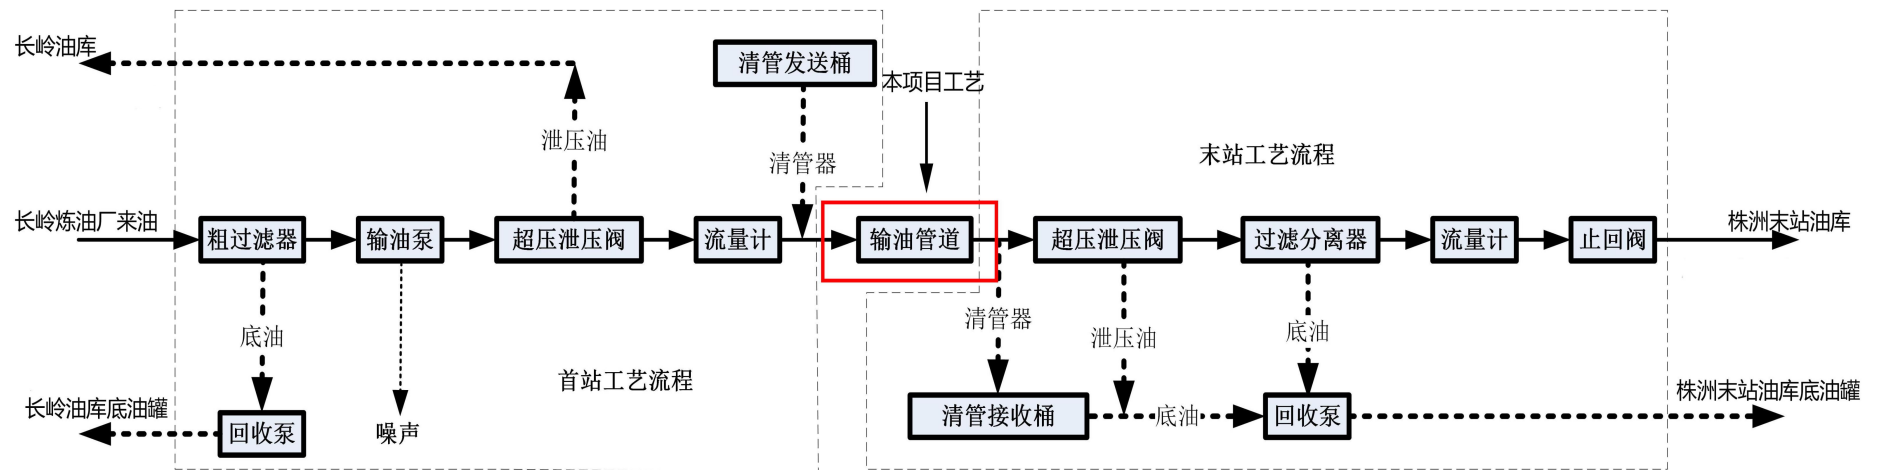 长岭油库
清管发送桶
本项目工艺
泄压油
清管器
末站工艺流程
长岭炼油厂来油
粗过滤器
输油泵
超压泄压阀
流量计
输油管道
超压泄压阀
过滤分离器
流量计
止回阀
株洲末站油库
底油
清管器
泄压油
底油
首站工艺流程
长岭油库底油罐
回收泵
噪声
清管接收桶
底油
回收泵
株洲末站油库底油罐